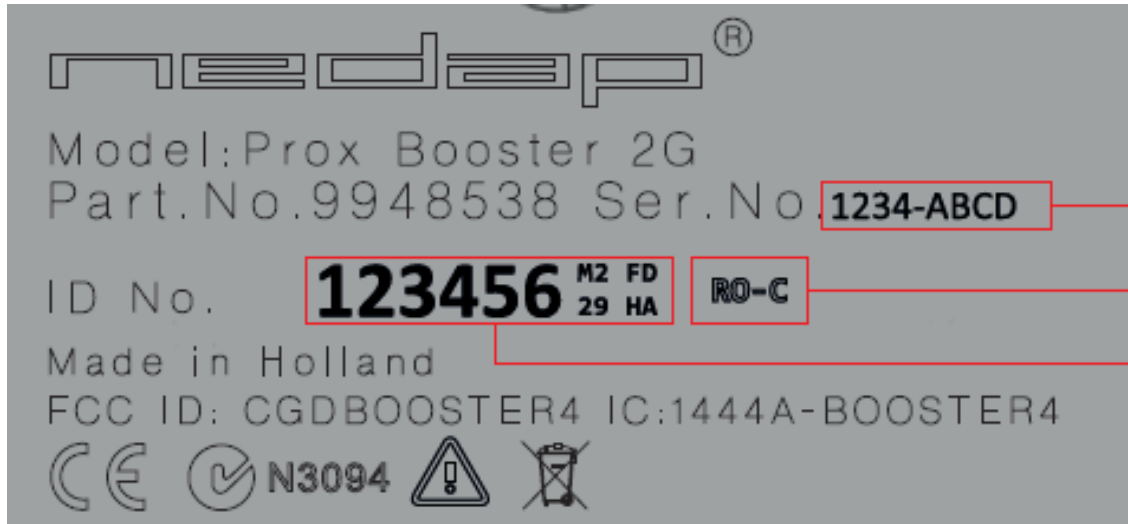 nedap®
Model:Prox Booster 2G
Part.No.9948538 Ser.No.1234-ABCD
ID No. 123456 M2 FD 29 HA RO-C
Made in Holland
FCC ID: CGDBOOSTER4 IC:1444A-BOOSTER4
CE N3094